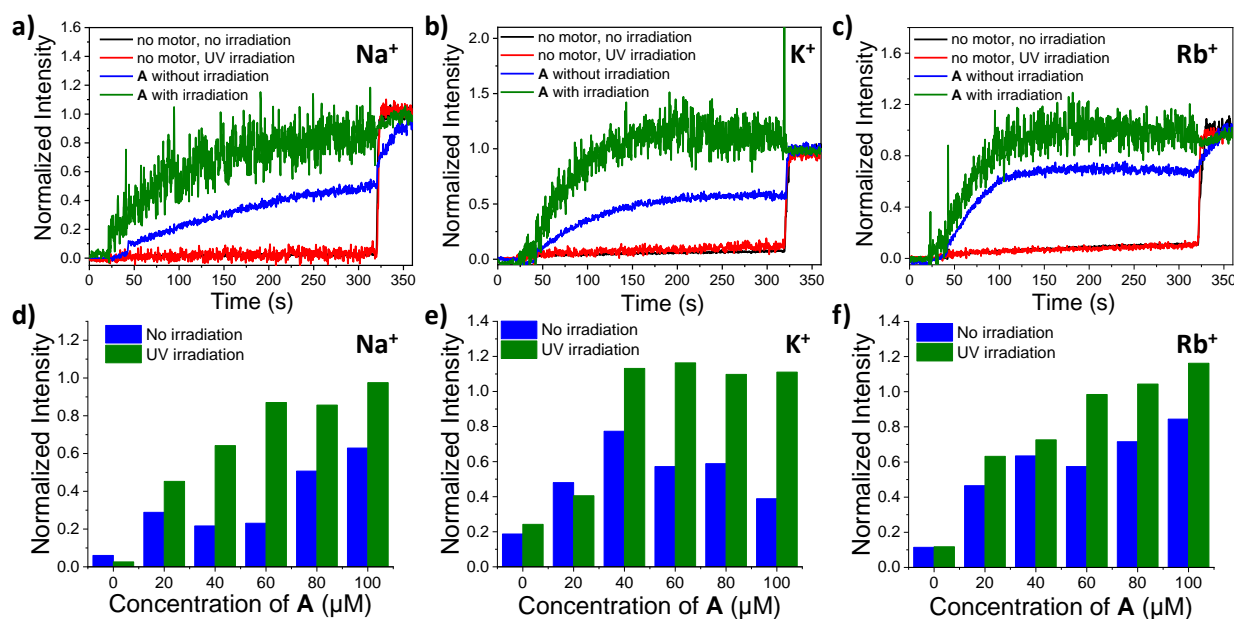 a)
Na⁺
no motor, no irradiation
no motor, UV irradiation
A without irradiation
A with irradiation
Normalized Intensity
1.6
1.4
1.2
1.0
0.8
0.6
0.4
0.2
0.0
0 50 100 150 200 250 300 350
Time (s)
b)
K⁺
no motor, no irradiation
no motor, UV irradiation
A without irradiation
A with irradiation
Normalized Intensity
2.0
1.5
1.0
0.5
0.0
0 50 100 150 200 250 300 350
Time (s)
c)
Rb⁺
no motor, no irradiation
no motor, UV irradiation
A without irradiation
A with irradiation
Normalized Intensity
1.8
1.5
1.2
0.9
0.6
0.3
0.0
0 50 100 150 200 250 300 350
Time (s)
d)
Na⁺
No irradiation
UV irradiation
Normalized Intensity
1.2
1.0
0.8
0.6
0.4
0.2
0.0
0 20 40 60 80 100
Concentration of A (µM)
e)
K⁺
No irradiation
UV irradiation
Normalized Intensity
1.4
1.2
1.0
0.8
0.6
0.4
0.2
0.0
0 20 40 60 80 100
Concentration of A (µM)
f)
Rb⁺
No irradiation
UV irradiation
Normalized Intensity
1.4
1.2
1.0
0.8
0.6
0.4
0.2
0.0
0 20 40 60 80 100
Concentration of A (µM)